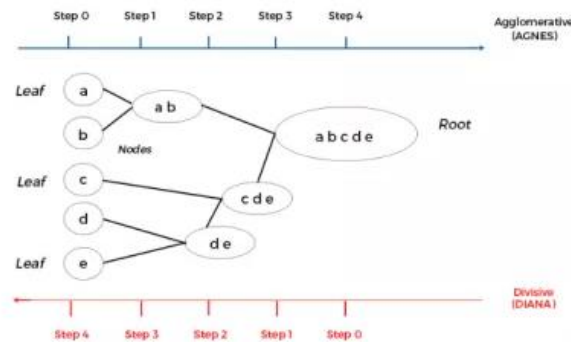 Step 0 Step 1 Step 2 Step 3 Step 4
Agglomerative
(AGNES)
Leaf a
a b
b
Nodes
a b c d e Root
Leaf c
c d e
d
d e
Leaf e
Divisive
(DIANA)
Step 4 Step 3 Step 2 Step 1 Step 0